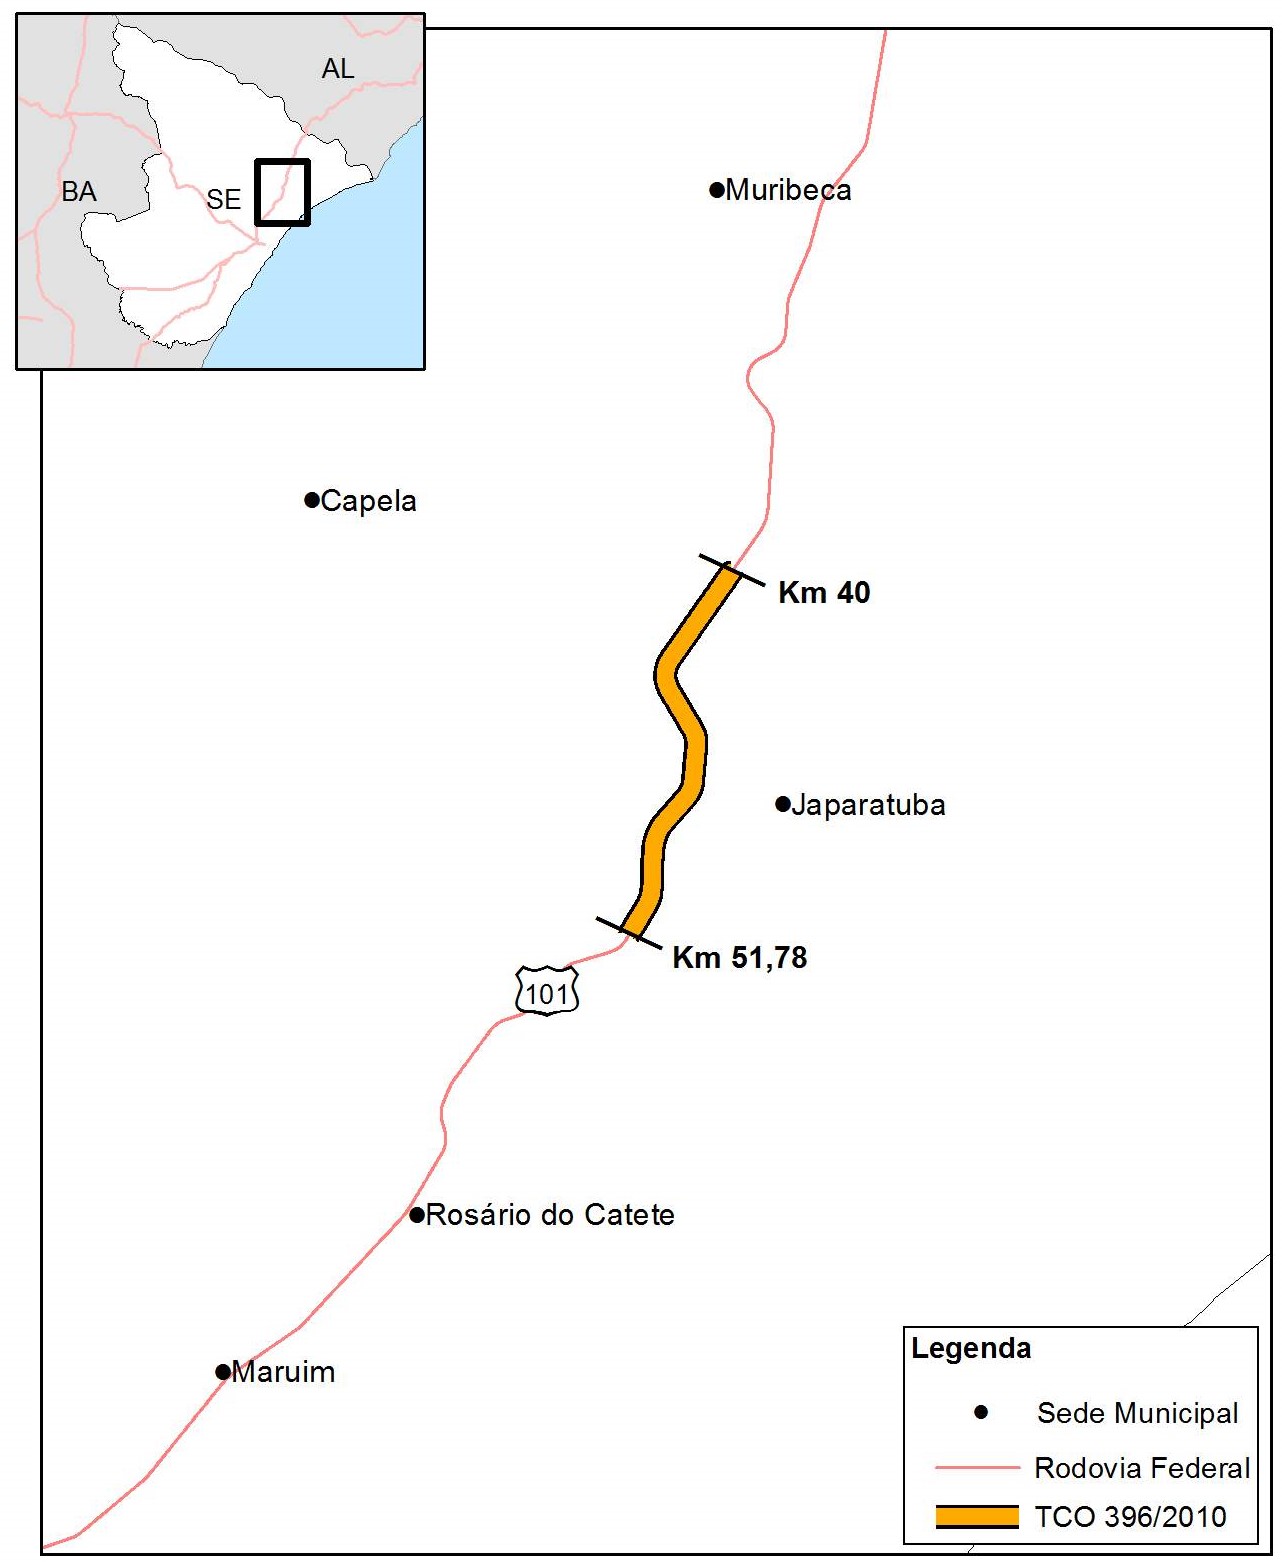 AL
BA
SE
Muribeca
Capela
Km 40
Japaratuba
Km 51,78
101
Rosário do Catete
Maruim
Legenda
Sede Municipal
Rodovia Federal
TCO 396/2010